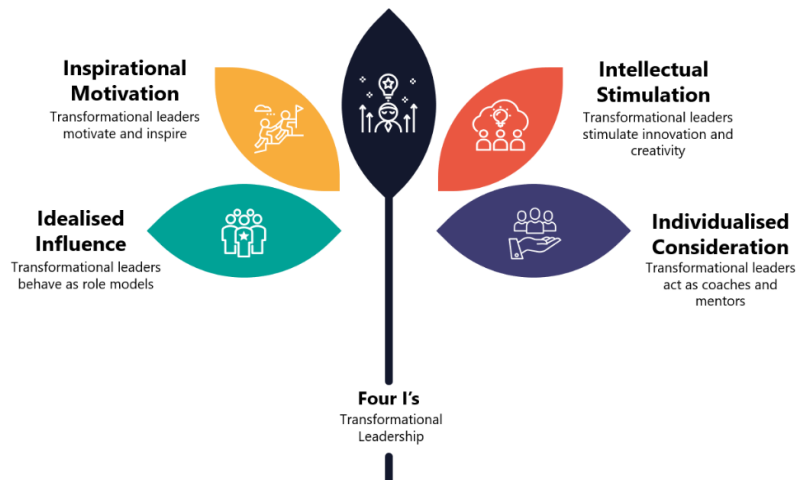 Inspirational
Motivation
Transformational leaders
motivate and inspire
Intellectual
Stimulation
Transformational leaders
stimulate innovation and
creativity
Idealised
Influence
Transformational leaders
behave as role models
Individualised
Consideration
Transformational leaders
act as coaches and
mentors
Four I's
Transformational
Leadership